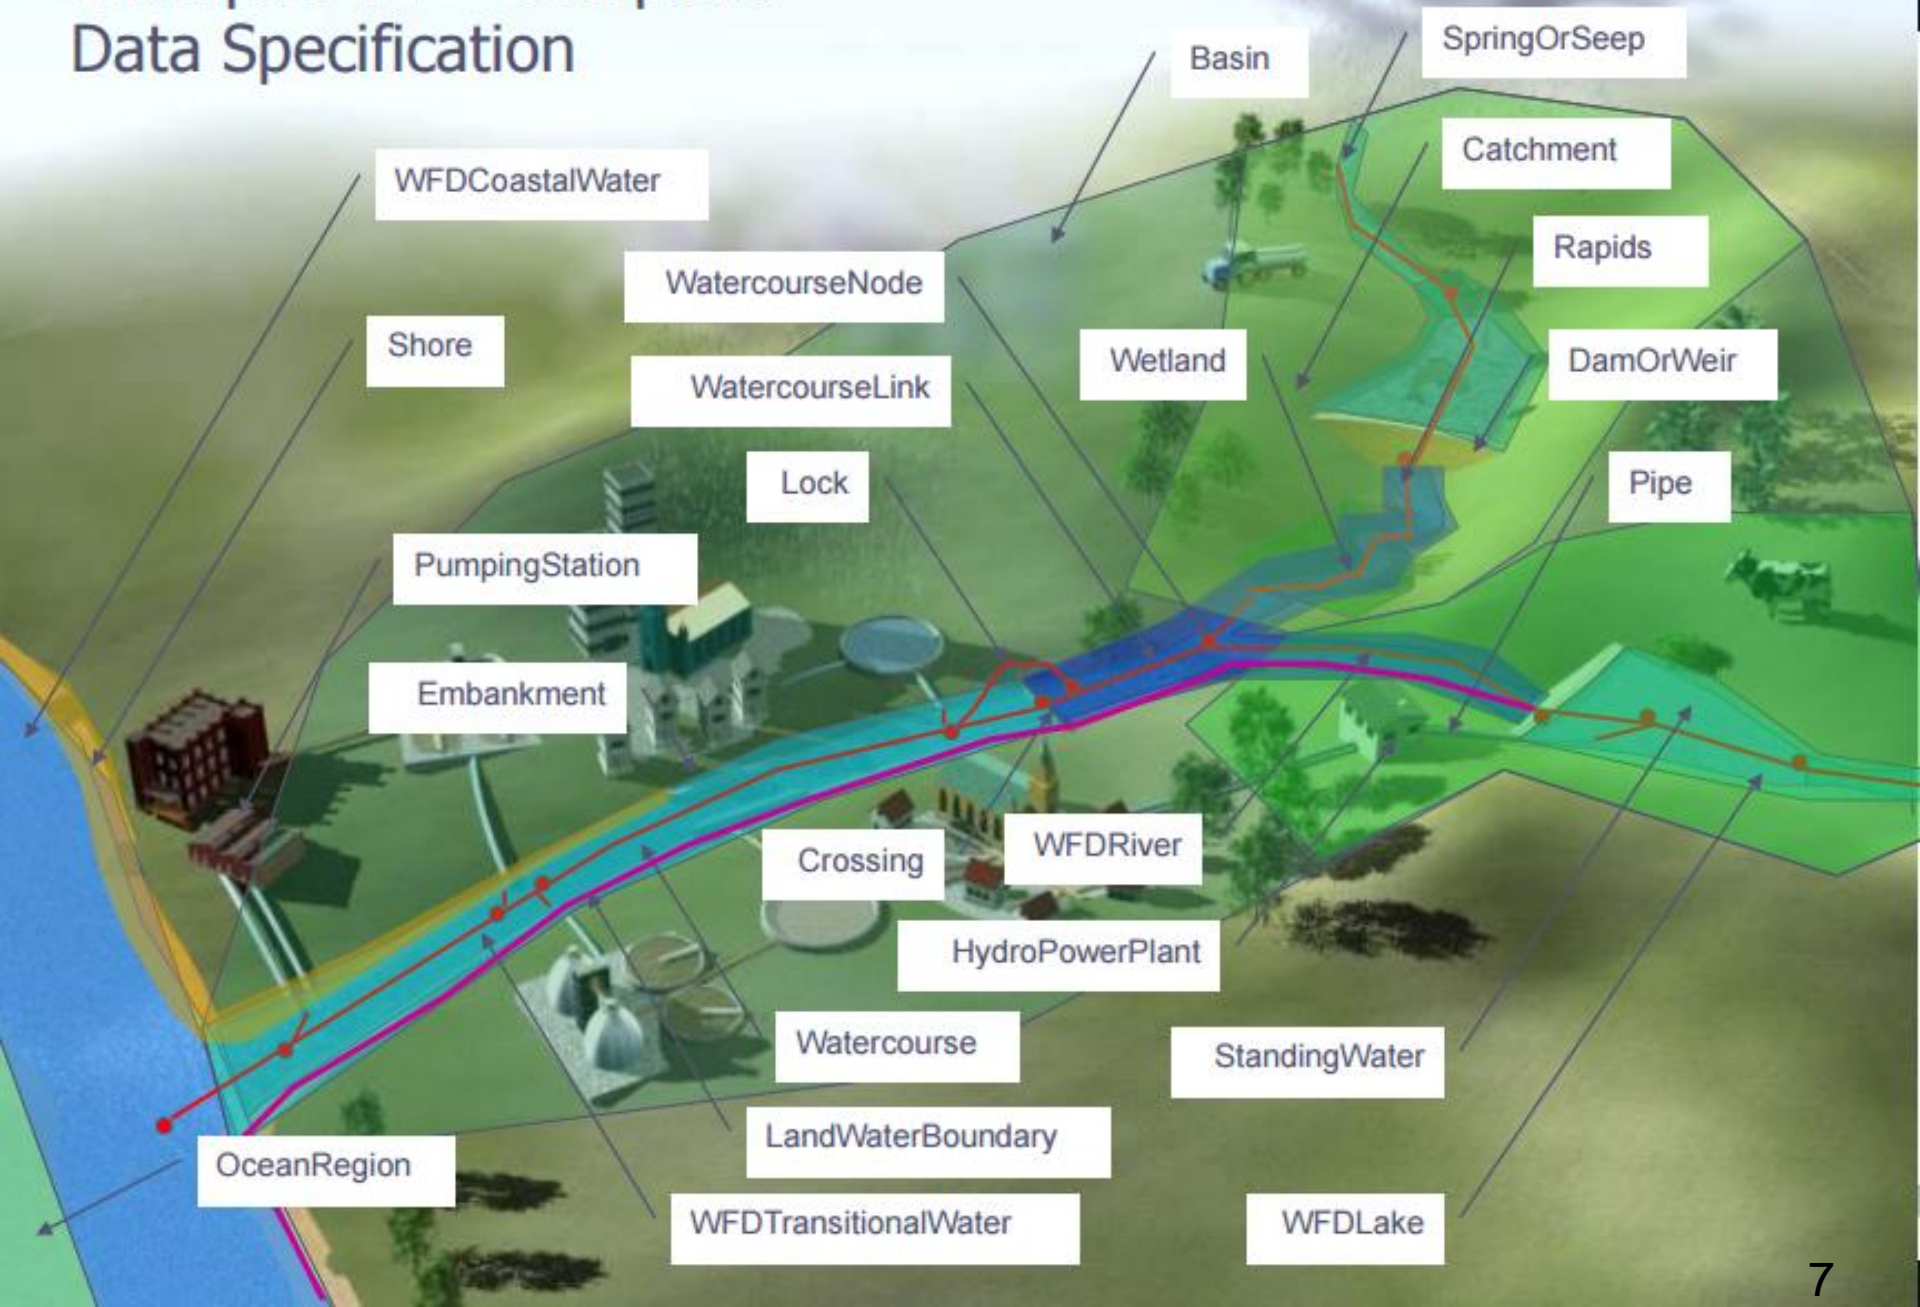 Data Specification
Basin
SpringOrSeep
Catchment
WFDCoastalWater
Rapids
WatercourseNode
Shore
Wetland
DamOrWeir
WatercourseLink
Lock
Pipe
PumpingStation
Embankment
Crossing
WFDRiver
HydroPowerPlant
Watercourse
StandingWater
LandWaterBoundary
OceanRegion
WFDTransitionalWater
WFDLake
7